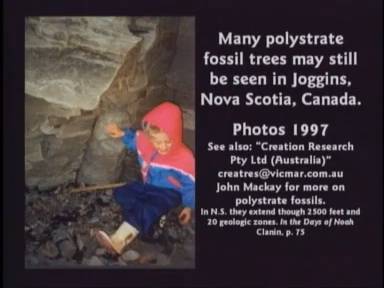 Many polystrate
fossil trees may still
be seen in Joggins,
Nova Scotia, Canada.
Photos 1997
See also: "Creation Research
Pty Ltd (Australia)"
creatres@vicmar.com.au
John Mackay for more on
polystrate fossils.
In N.S. they extend though 2500 feet and
20 geologic zones. In the Days of Noah
Clanin, p. 75